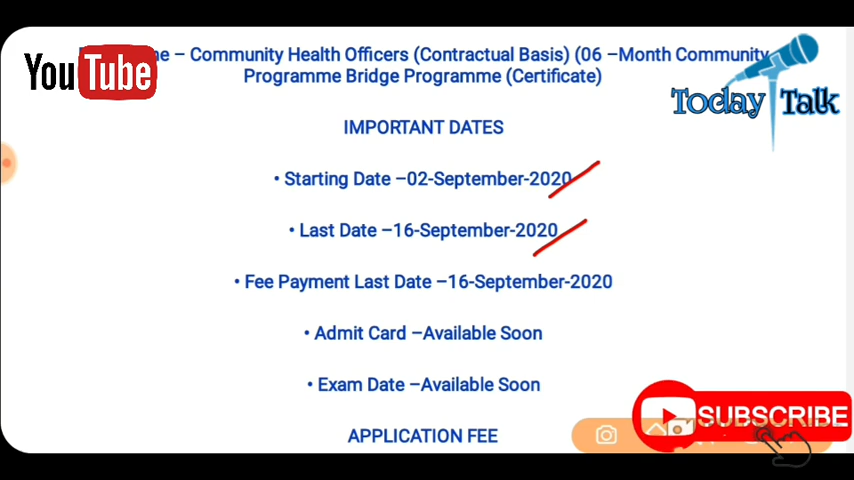 YouTube
– Community Health Officers (Contractual Basis) (06 –Month Community
Programme Bridge Programme (Certificate)
Today Talk
IMPORTANT DATES
• Starting Date –02-September-2020
• Last Date –16-September-2020
• Fee Payment Last Date –16-September-2020
• Admit Card –Available Soon
• Exam Date –Available Soon
SUBSCRIBE
APPLICATION FEE